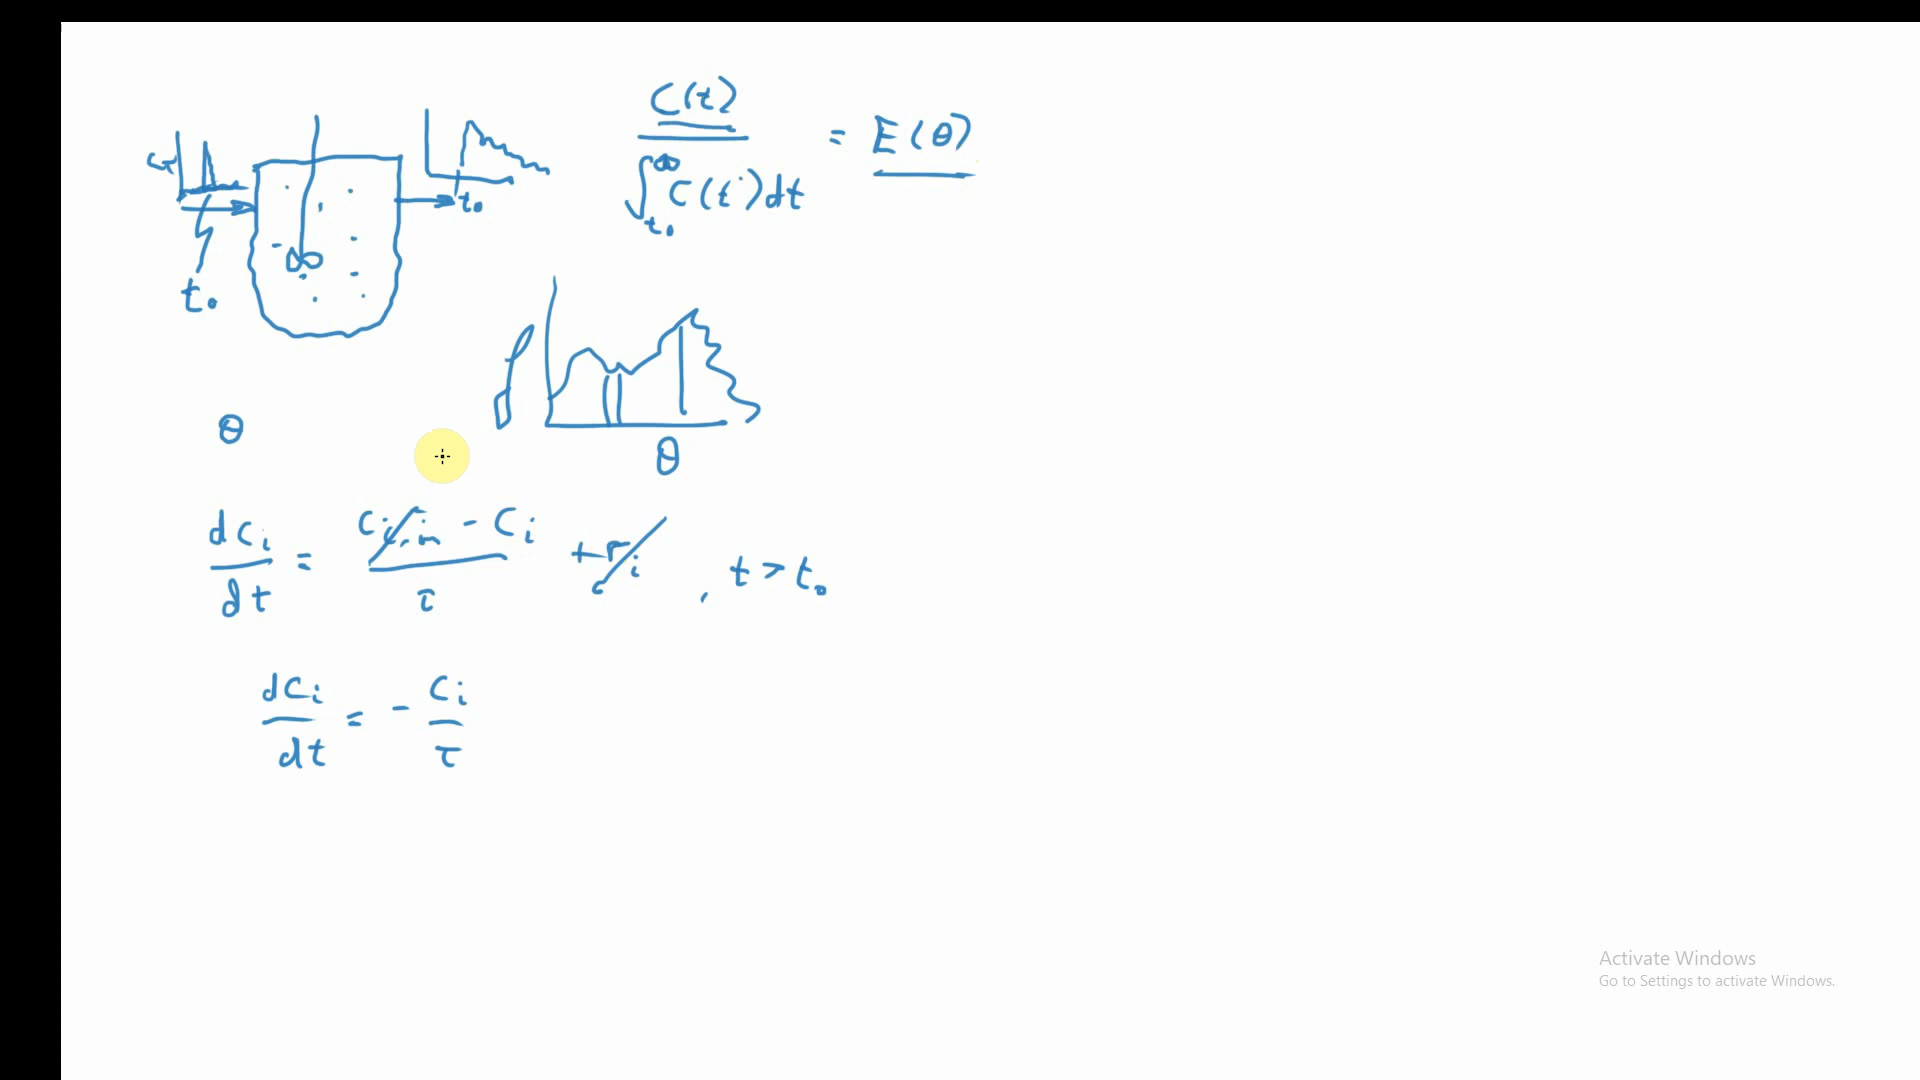 C(t)
∫ t₀ ∞ C(t)dt = E(θ)
C
t₀
t₀
θ
θ
dCᵢ/dt = (Cᵢ,ᵢₙ - Cᵢ)/τ + rᵢ , t > t₀
dCᵢ/dt = - Cᵢ/τ
Activate Windows
Go to Settings to activate Windows.